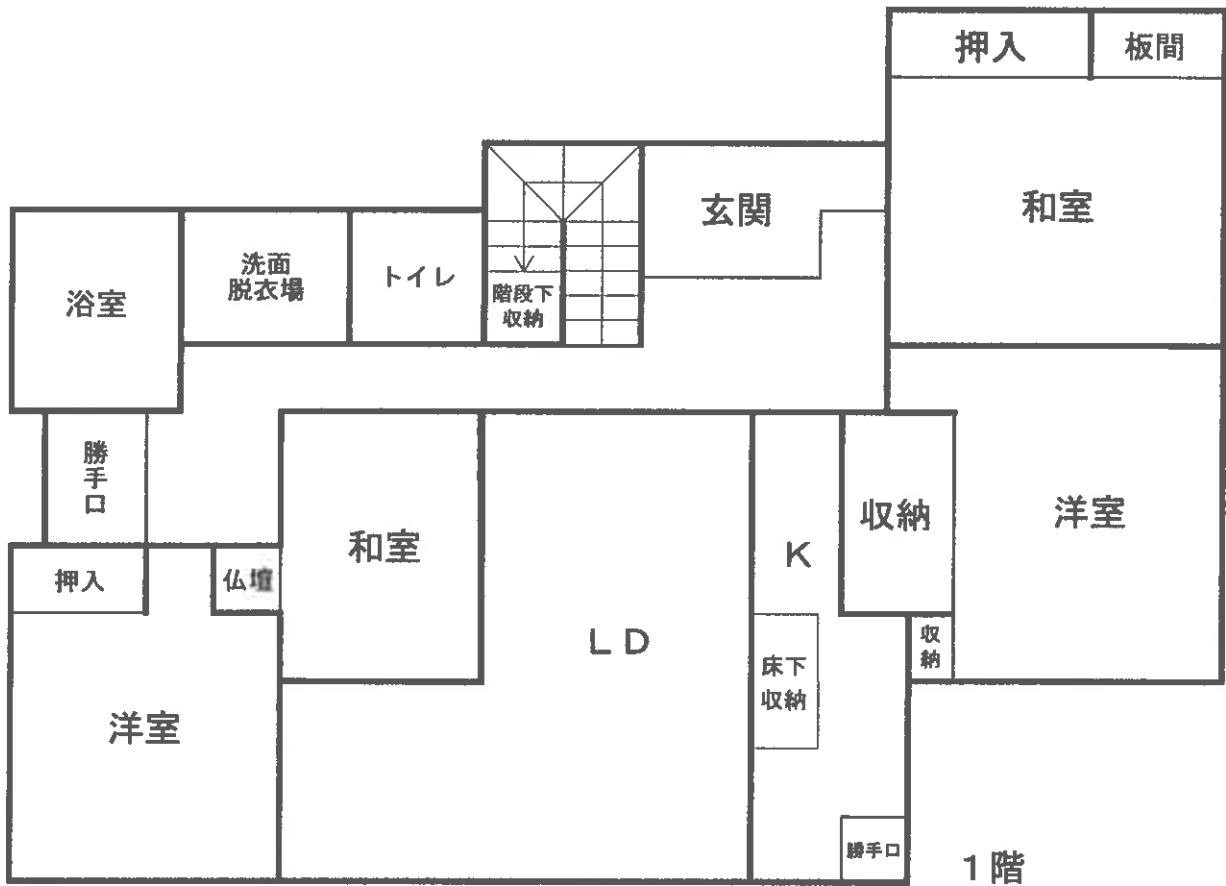 押入
板間
和室
玄関
洗面
脱衣場
トイレ
浴室
階段下
収納
勝手口
和室
収納
洋室
K
押入
仏壇
LD
収納
床下
収納
洋室
勝手口
1階